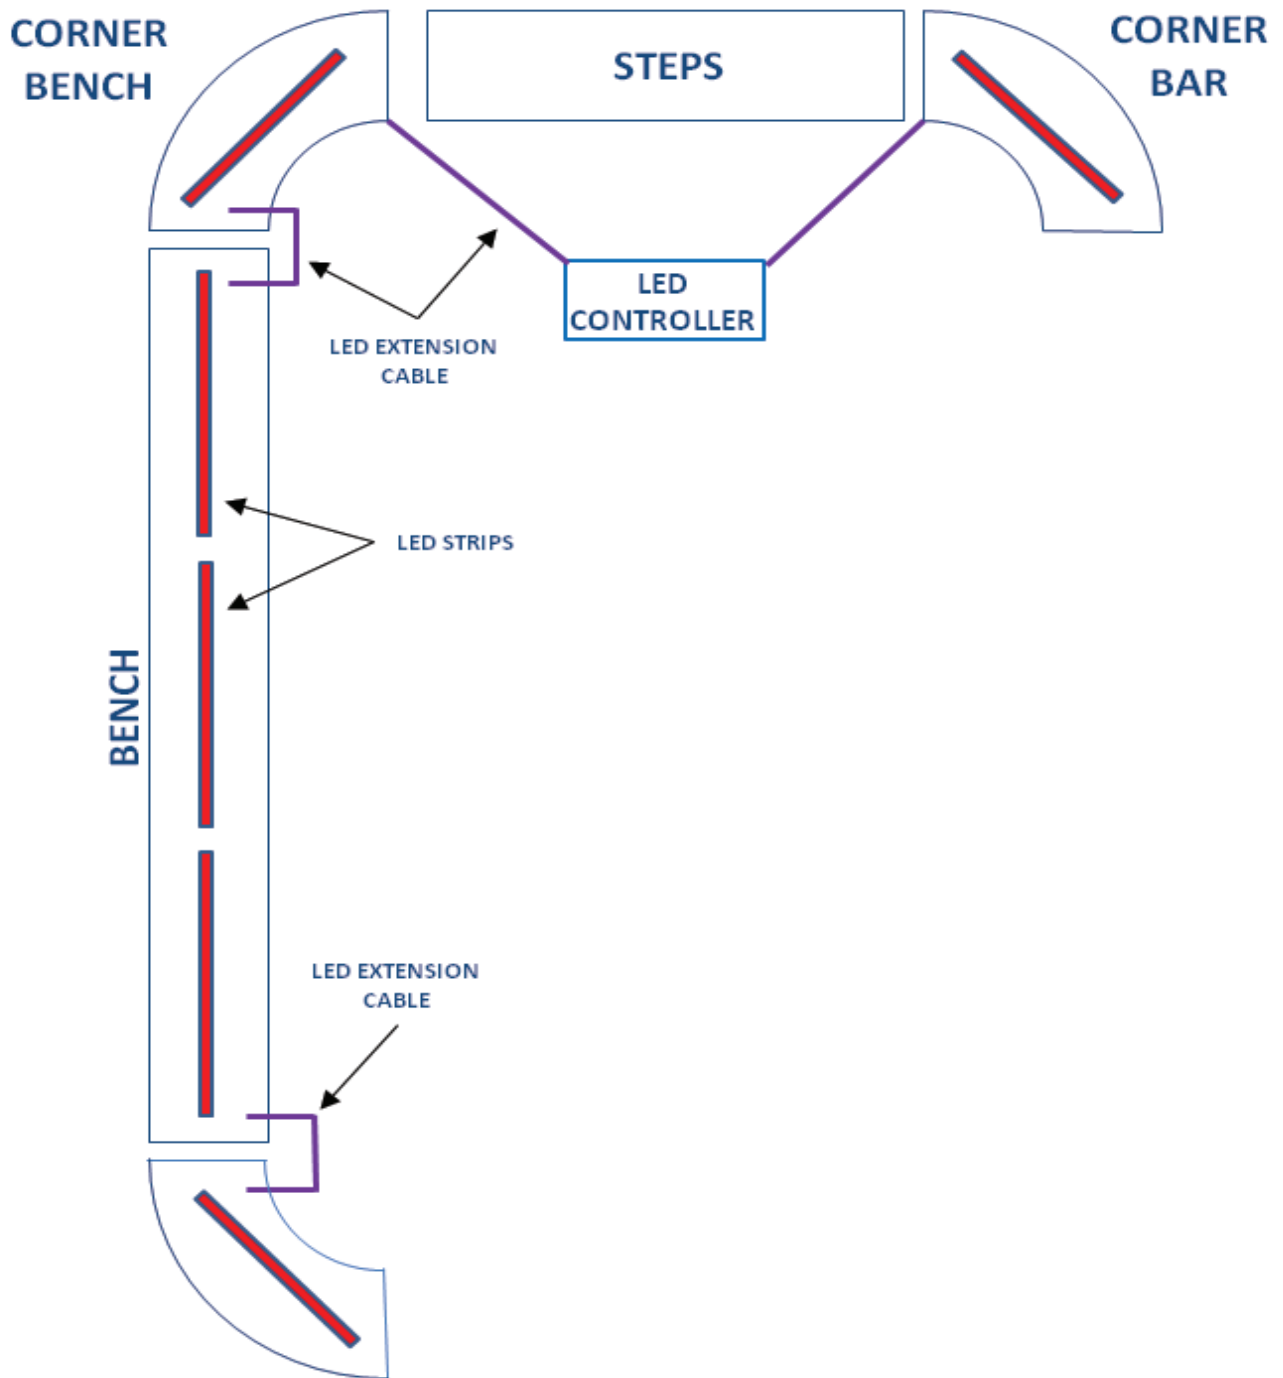 CORNER
BENCH
STEPS
CORNER
BAR
LED
CONTROLLER
LED EXTENSION
CABLE
LED STRIPS
BENCH
LED EXTENSION
CABLE